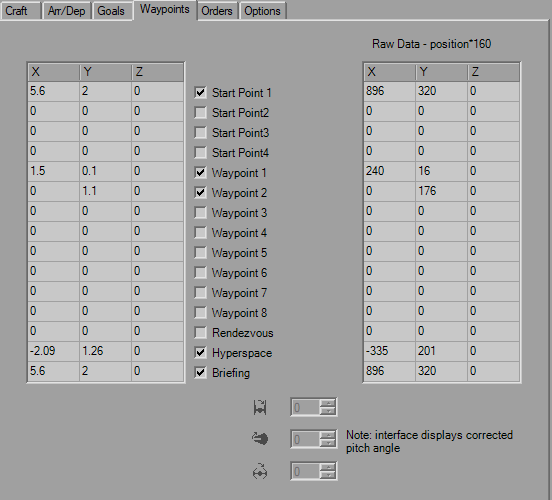 Craft Arr/Dep Goals Waypoints Orders Options
Raw Data - position*160
X Y Z X Y Z
5.6 2 0 Start Point 1 896 320 0
0 0 0 Start Point2 0 0 0
0 0 0 Start Point3 0 0 0
0 0 0 Start Point4 0 0 0
1.5 0.1 0 Waypoint 1 240 16 0
0 1.1 0 Waypoint 2 0 176 0
0 0 0 Waypoint 3 0 0 0
0 0 0 Waypoint 4 0 0 0
0 0 0 Waypoint 5 0 0 0
0 0 0 Waypoint 6 0 0 0
0 0 0 Waypoint 7 0 0 0
0 0 0 Waypoint 8 0 0 0
0 0 0 Rendezvous 0 0 0
-2.09 1.26 0 Hyperspace -335 201 0
5.6 2 0 Briefing 896 320 0
0
0 Note: interface displays corrected
pitch angle
0